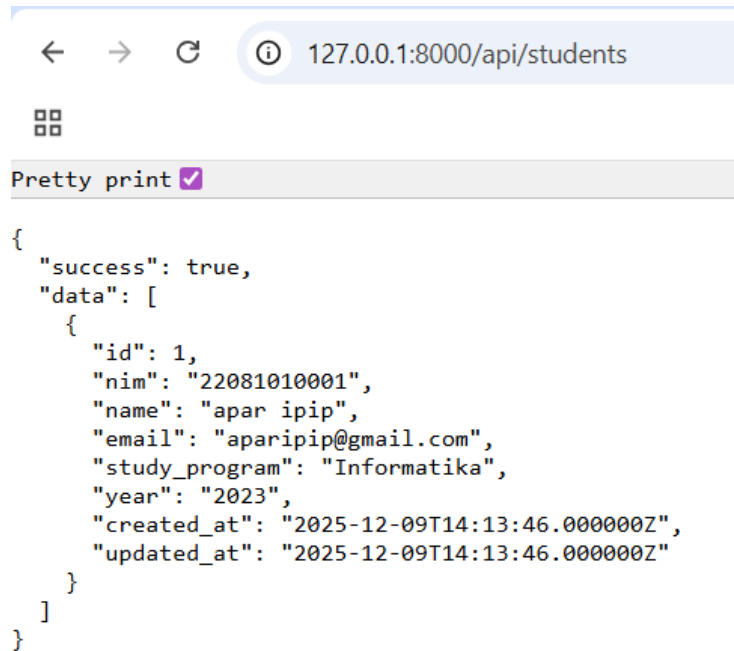 127.0.0.1:8000/api/students
Pretty print
{
  "success": true,
  "data": [
    {
      "id": 1,
      "nim": "22081010001",
      "name": "apar ipip",
      "email": "aparipip@gmail.com",
      "study_program": "Informatika",
      "year": "2023",
      "created_at": "2025-12-09T14:13:46.000000Z",
      "updated_at": "2025-12-09T14:13:46.000000Z"
    }
  ]
}